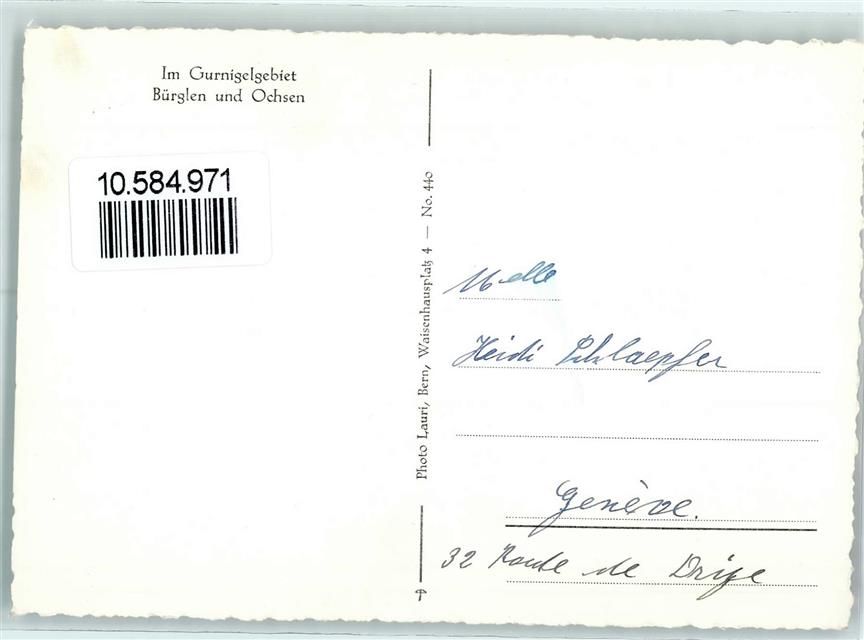 Im Gurnigelgebiet
Bürglen und Ochsen
10.584.971
Photo Lauri, Bern, Waisenhausplatz 4 — No. 440
Melle
Heidi Schlaepfer
Genève.
32 Route de Drize